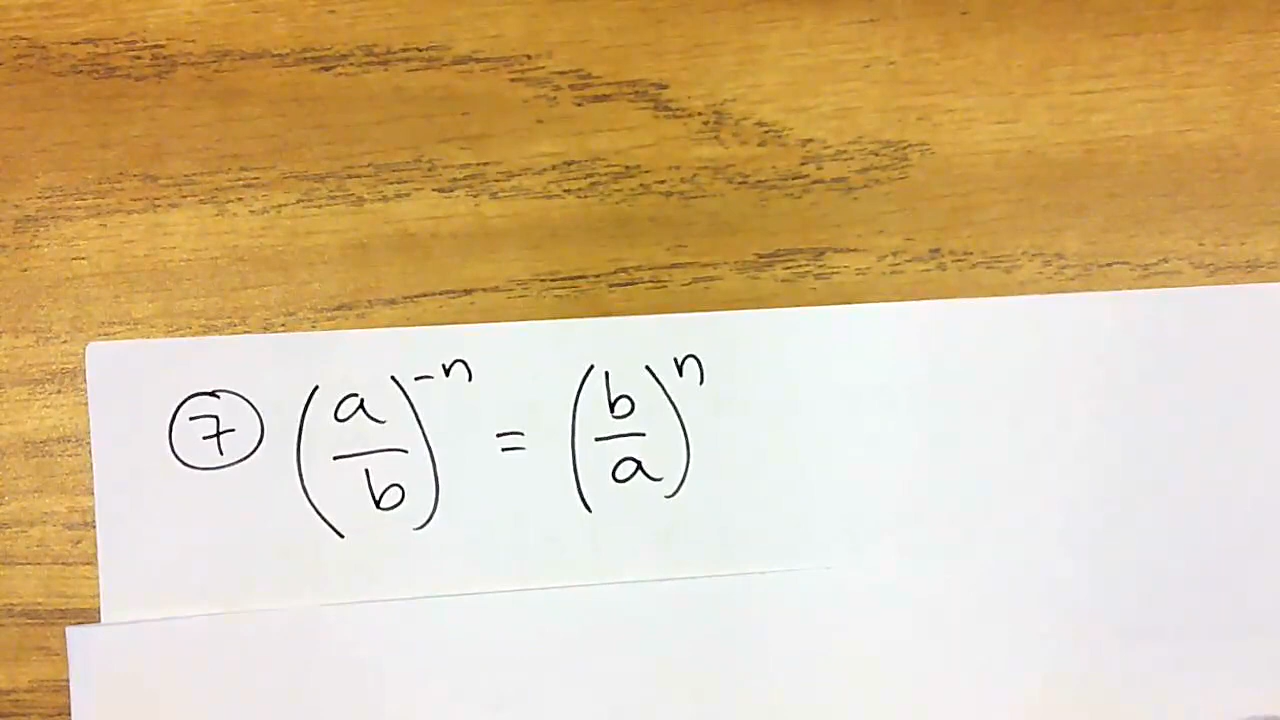 ⑦ (a/b)^-n = (b/a)^n